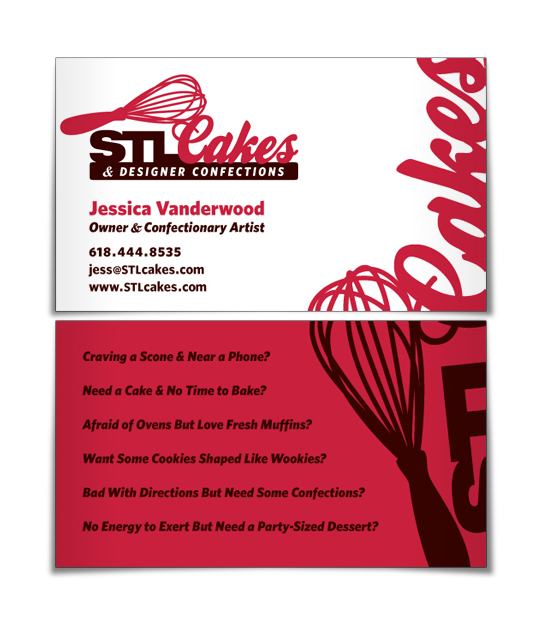 STL Cakes
& DESIGNER CONFECTIONS
Jessica Vanderwood
Owner & Confectionary Artist
618.444.8535
jess@STLcakes.com
www.STLcakes.com
Cakes
STL
Craving a Scone & Near a Phone?
Need a Cake & No Time to Bake?
Afraid of Ovens But Love Fresh Muffins?
Want Some Cookies Shaped Like Wookies?
Bad With Directions But Need Some Confections?
No Energy to Exert But Need a Party-Sized Dessert?